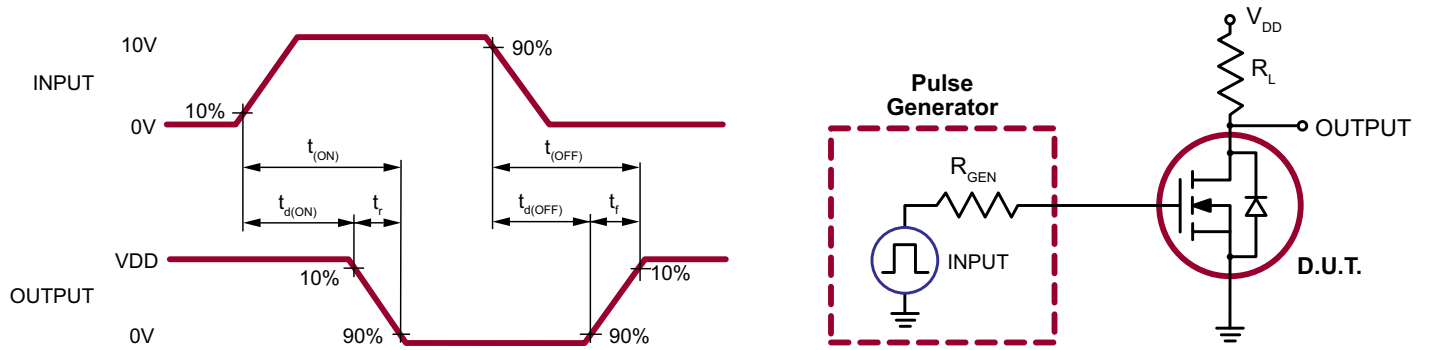 10V
90%
INPUT
10%
0V
t(ON)
t(OFF)
td(ON)
tr
td(OFF)
tf
VDD
10%
10%
OUTPUT
0V
90%
90%
VDD
RL
Pulse
Generator
OUTPUT
RGEN
INPUT
D.U.T.